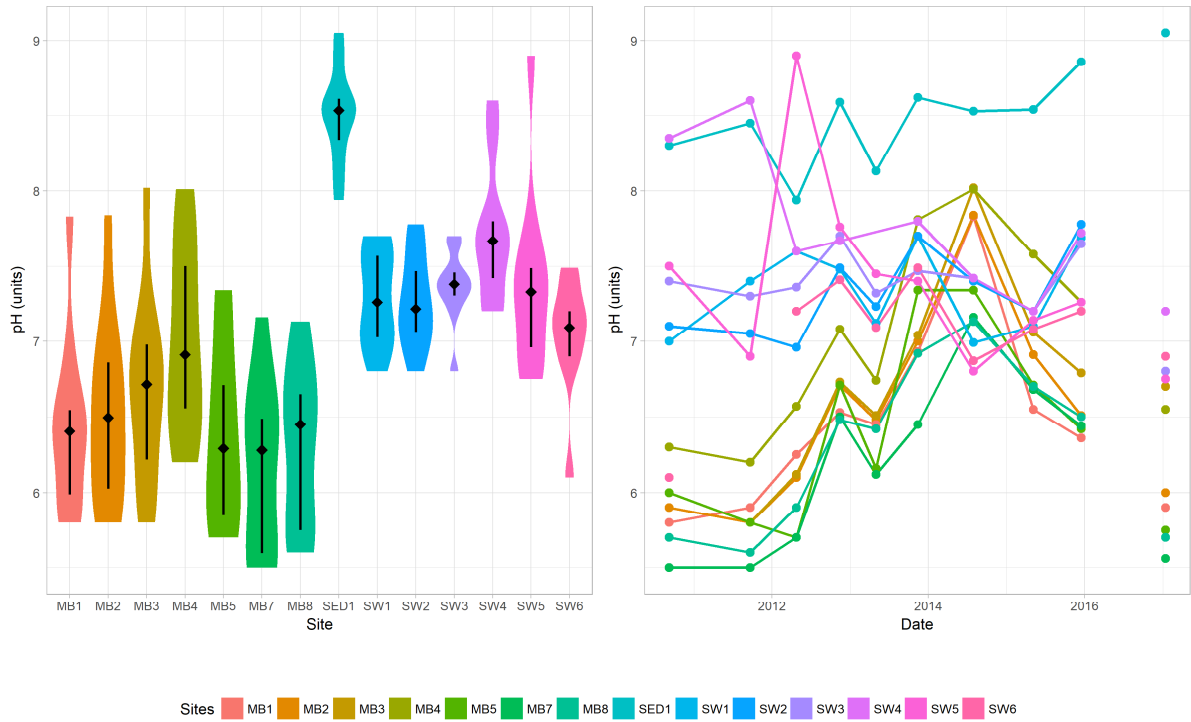 9
8
7
6
pH (units)
MB1 MB2 MB3 MB4 MB5 MB7 MB8 SED1 SW1 SW2 SW3 SW4 SW5 SW6
Site
9
8
7
6
pH (units)
2012 2014 2016
Date
Sites MB1 MB2 MB3 MB4 MB5 MB7 MB8 SED1 SW1 SW2 SW3 SW4 SW5 SW6